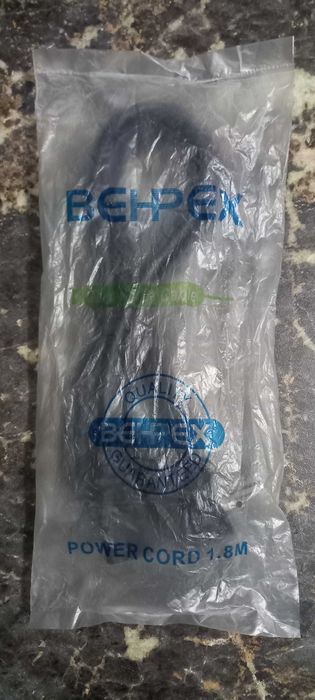 BEHPEX
QUALITY
BEHPEX
GUARANTEED
POWER CORD 1.8M